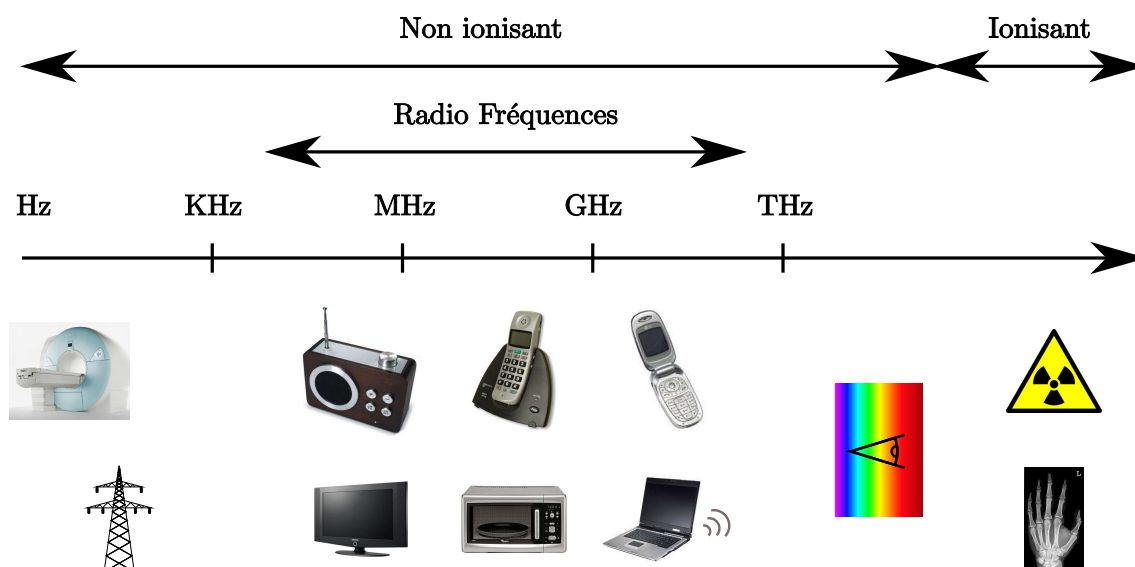 Non ionisant
Ionisant
Radio Fréquences
Hz
KHz
MHz
GHz
THz
L